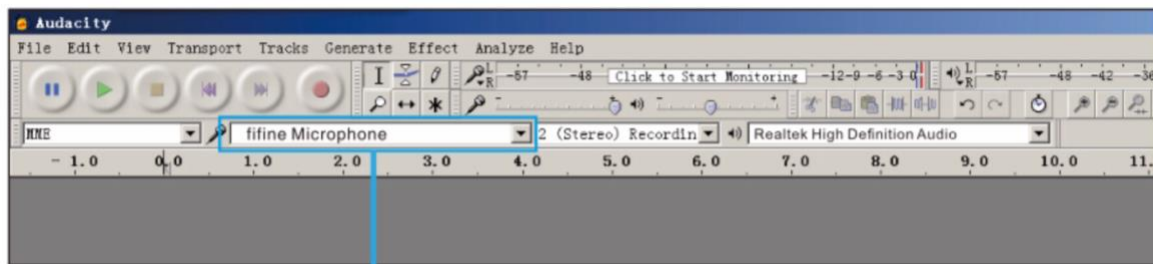 Audacity
File Edit View Transport Tracks Generate Effect Analyze Help
L R -57 -48 Click to Start Monitoring -12 -9 -6 -3 0 L R -57 -48 -42 -36
MME fifine Microphone 2 (Stereo) Recordin Realtek High Definition Audio
- 1.0 0.0 1.0 2.0 3.0 4.0 5.0 6.0 7.0 8.0 9.0 10.0 11.